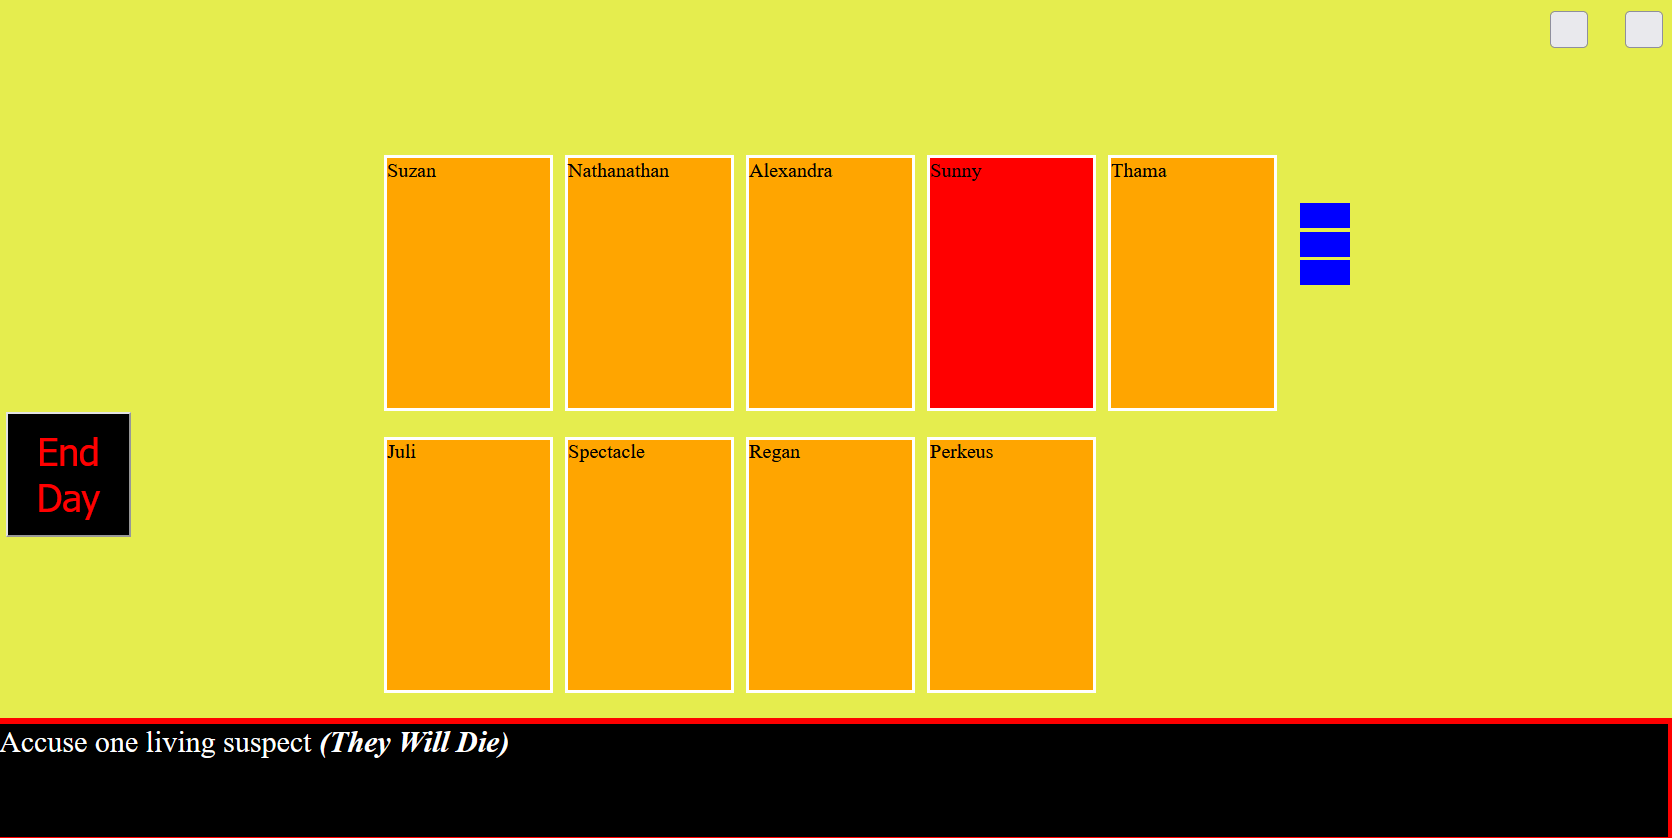 Suzan
Nathanathan
Alexandra
Sunny
Thama
Juli
Spectacle
Regan
Perkeus
End
Day
Accuse one living suspect (They Will Die)